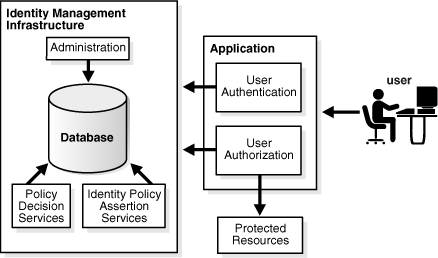 Identity Management
Infrastructure
Administration
Database
Policy
Decision
Services
Identity Policy
Assertion
Services
Application
User
Authentication
User
Authorization
Protected
Resources
user